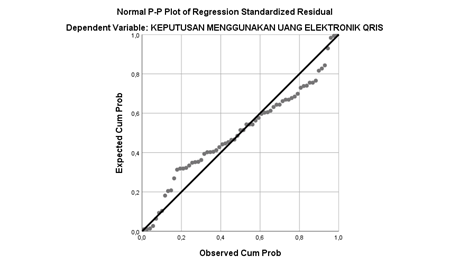 Normal P-P Plot of Regression Standardized Residual
Dependent Variable: KEPUTUSAN MENGGUNAKAN UANG ELEKTRONIK QRIS
Expected Cum Prob
1,0
0,8
0,6
0,4
0,2
0,0
0,0 0,2 0,4 0,6 0,8 1,0
Observed Cum Prob